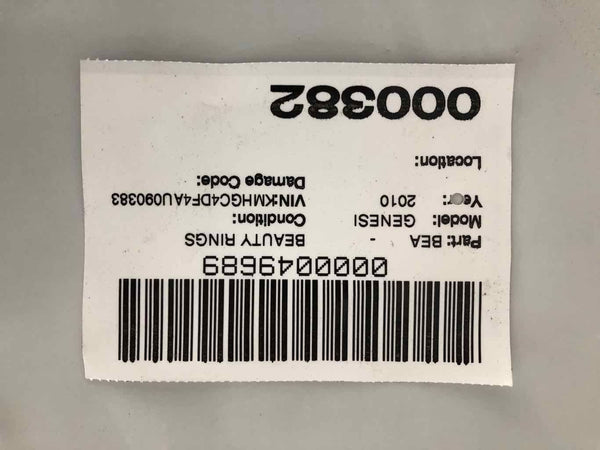 0000049689
Part: BEA - BEAUTY RINGS
Model: GENESI Condition:
Year: 2010 VIN:KMHGC4DF4AU090383
Damage Code:
Location:
000382